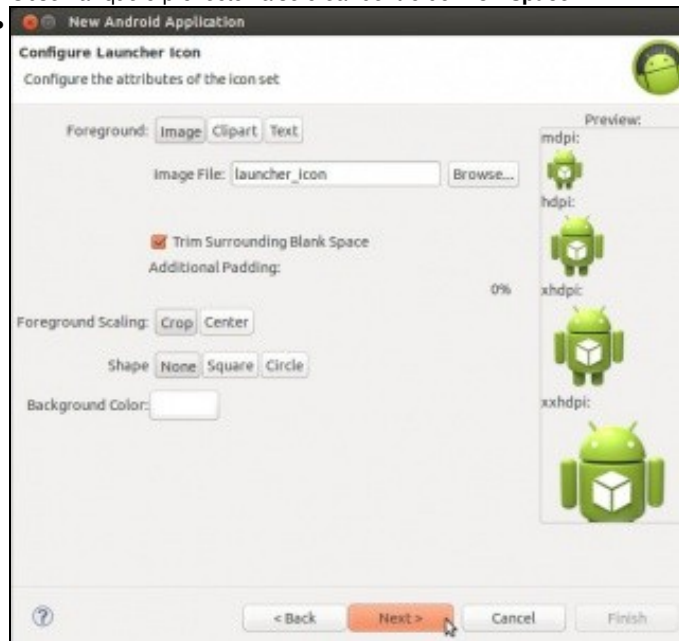 New Android Application
Configure Launcher Icon
Configure the attributes of the icon set
Foreground: Image Clipart Text
Preview:
mdpi:
Image File: launcher_icon Browse...
hdpi:
Trim Surrounding Blank Space
Additional Padding:
0%
xhdpi:
Foreground Scaling: Crop Center
Shape None Square Circle
Background Color:
xxhdpi:
? < Back Next > Cancel Finish